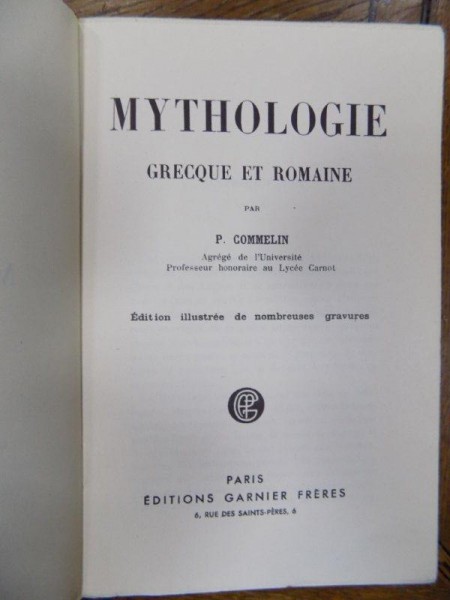 MYTHOLOGIE
GRECQUE ET ROMAINE
PAR
P. COMMELIN
Agrégé de l'Université
Professeur honoraire au Lycée Carnot
Édition illustrée de nombreuses gravures
PARIS
ÉDITIONS GARNIER FRÈRES
6, RUE DES SAINTS-PÈRES, 6